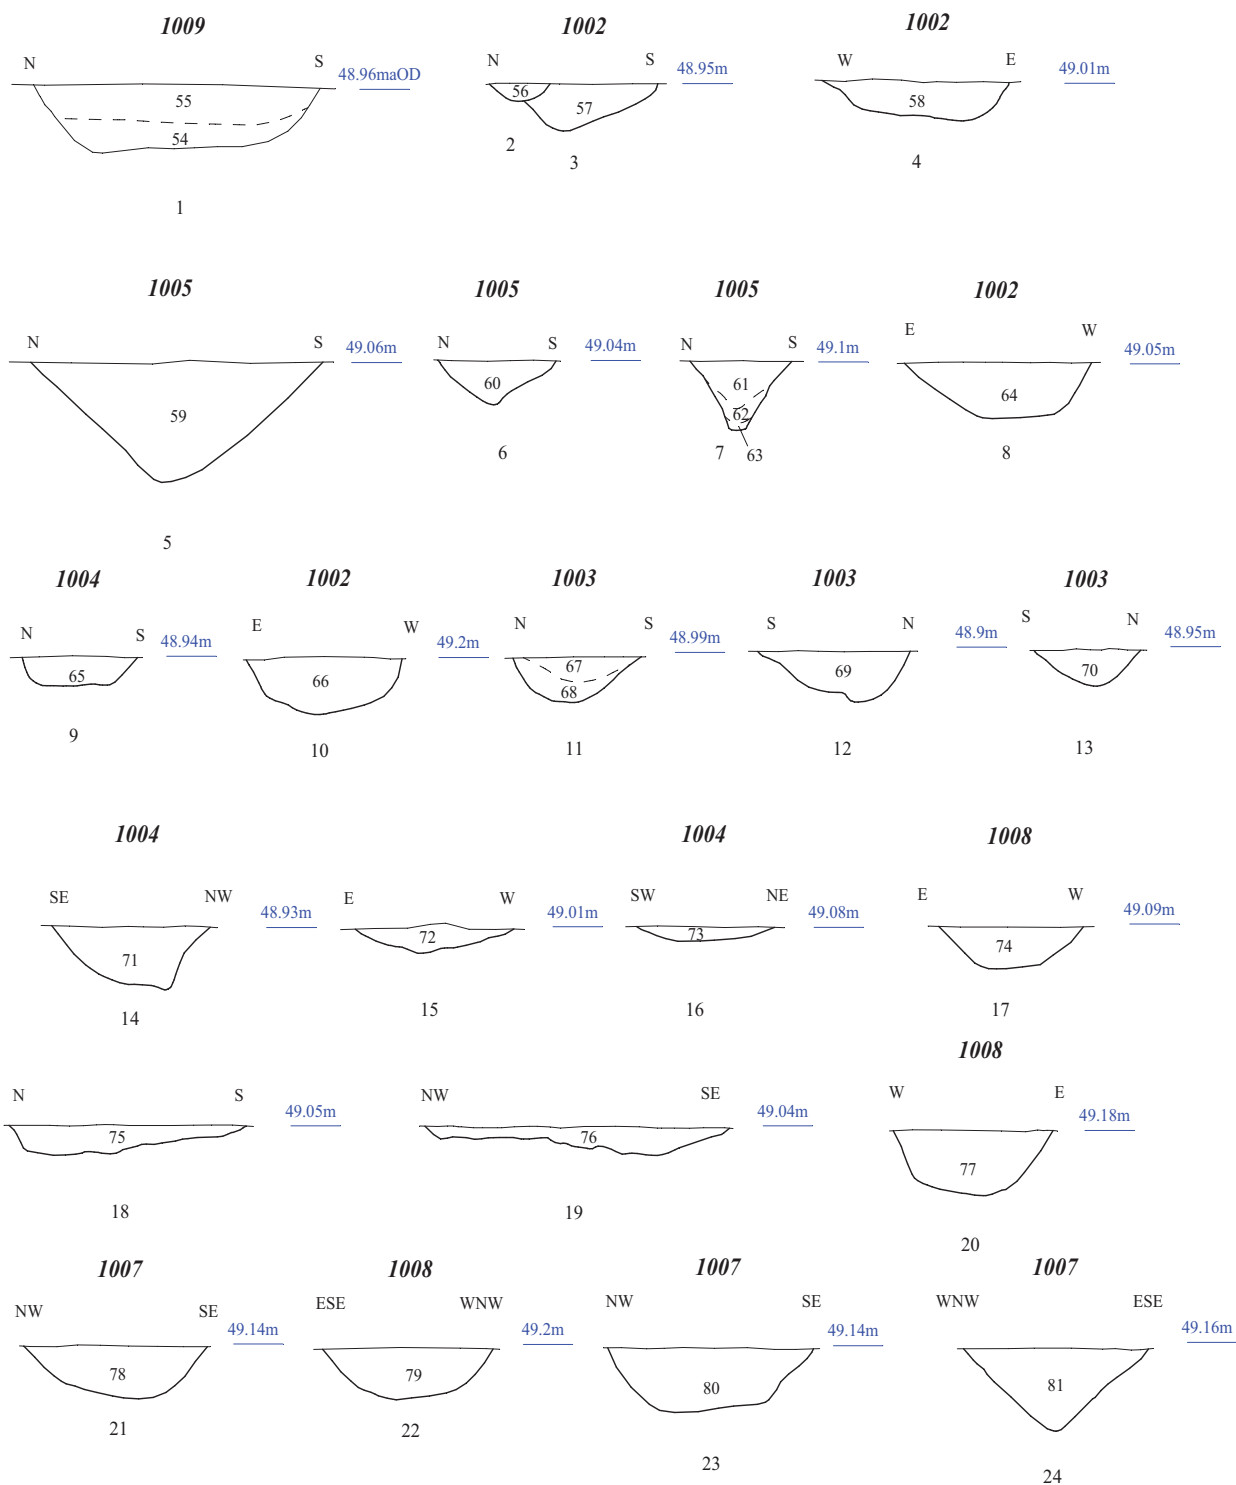 1009
1002
1002
N
S
48.96maOD
N
S
48.95m
W
E
49.01m
55
54
56
57
58
1
2
3
4
1005
1005
1005
1002
N
S
49.06m
N
S
49.04m
N
S
49.1m
E
W
49.05m
59
60
61
62
63
64
5
6
7
8
1004
1002
1003
1003
1003
N
S
48.94m
E
W
49.2m
N
S
48.99m
S
N
48.9m
S
N
48.95m
65
66
67
68
69
70
9
10
11
12
13
1004
1004
1008
SE
NW
48.93m
E
W
49.01m
SW
NE
49.08m
E
W
49.09m
71
72
73
74
14
15
16
17
1008
N
S
49.05m
NW
SE
49.04m
W
E
49.18m
75
76
77
18
19
20
1007
1008
1007
1007
NW
SE
49.14m
ESE
WNW
49.2m
NW
SE
49.14m
WNW
ESE
49.16m
78
79
80
81
21
22
23
24